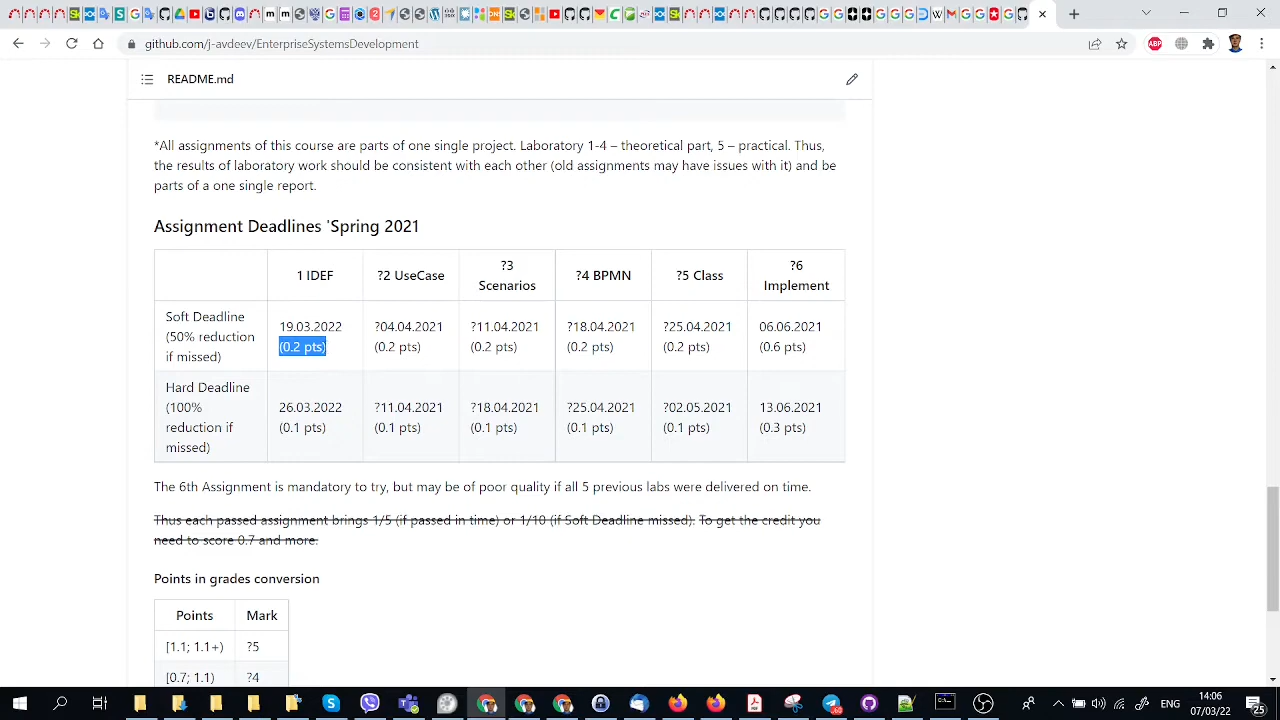 github.com/j-avdeev/EnterpriseSystemsDevelopment
ABP
README.md
*All assignments of this course are parts of one single project. Laboratory 1-4 – theoretical part, 5 – practical. Thus,
the results of laboratory work should be consistent with each other (old assignments may have issues with it) and be
parts of a one single report.
Assignment Deadlines 'Spring 2021
1 IDEF
?2 UseCase
?3
Scenarios
?4 BPMN
?5 Class
?6
Implement
Soft Deadline
(50% reduction
if missed)
19.03.2022
(0.2 pts)
?04.04.2021
(0.2 pts)
?11.04.2021
(0.2 pts)
?18.04.2021
(0.2 pts)
?25.04.2021
(0.2 pts)
06.06.2021
(0.6 pts)
Hard Deadline
(100%
reduction if
missed)
26.03.2022
(0.1 pts)
?11.04.2021
(0.1 pts)
?18.04.2021
(0.1 pts)
?25.04.2021
(0.1 pts)
?02.05.2021
(0.1 pts)
13.06.2021
(0.3 pts)
The 6th Assignment is mandatory to try, but may be of poor quality if all 5 previous labs were delivered on time.
Thus each passed assignment brings 1/5 (if passed in time) or 1/10 (if Soft Deadline missed). To get the credit you
need to score 0.7 and more.
Points in grades conversion
Points
Mark
[1.1; 1.1+)
?5
[0.7; 1.1)
?4
ENG
14:06
07/03/22